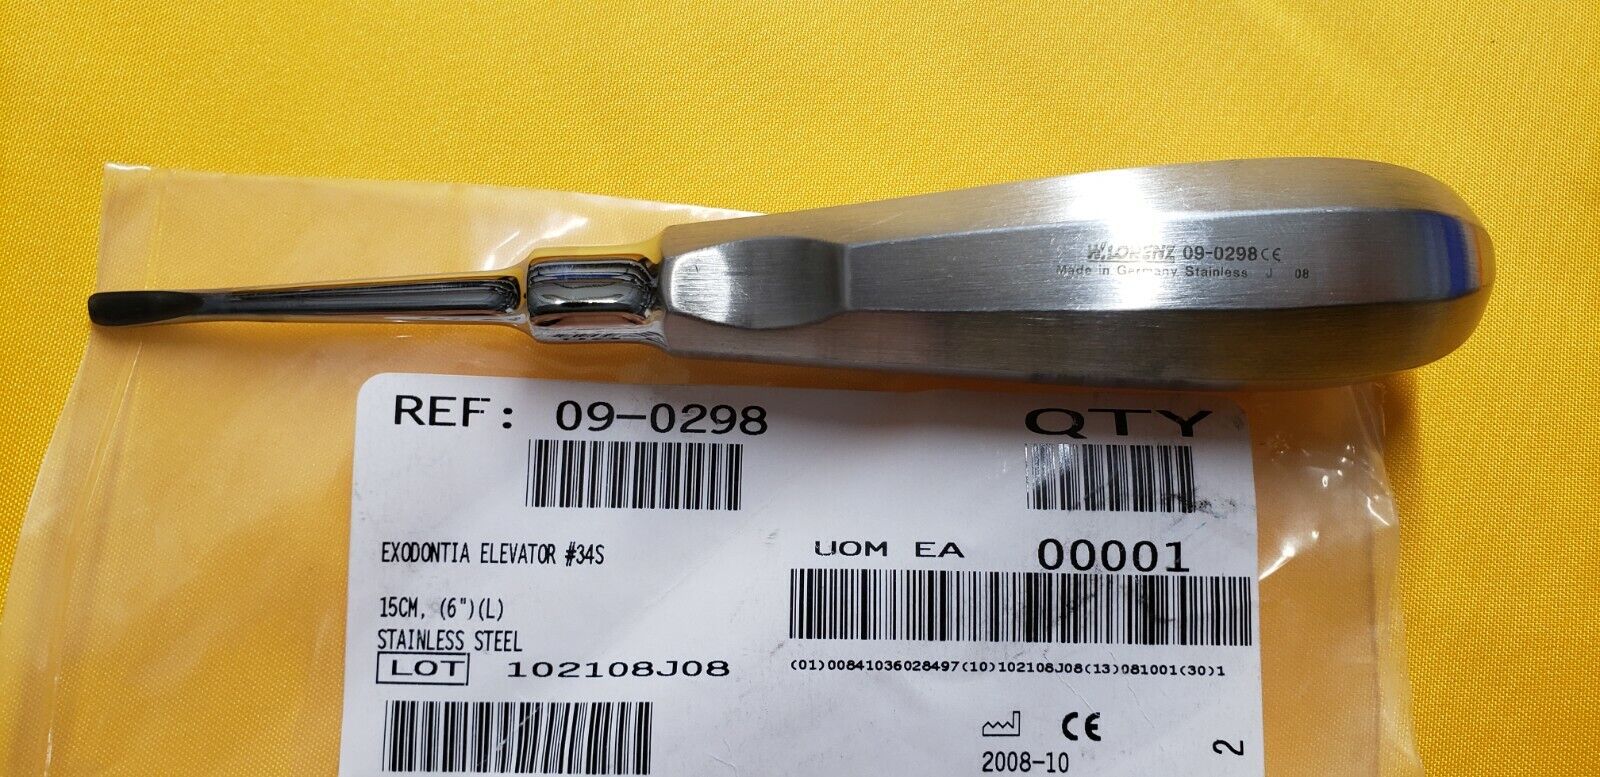 W.LORENZ 09-0298 CE
Made in Germany Stainless J 08
REF: 09-0298
QTY
EXODONTIA ELEVATOR #34S
UOM EA 00001
15CM, (6")(L)
STAINLESS STEEL
LOT 102108J08
(01)00841036028497(10)102108J08(13)081001(30)1
CE
2008-10
2